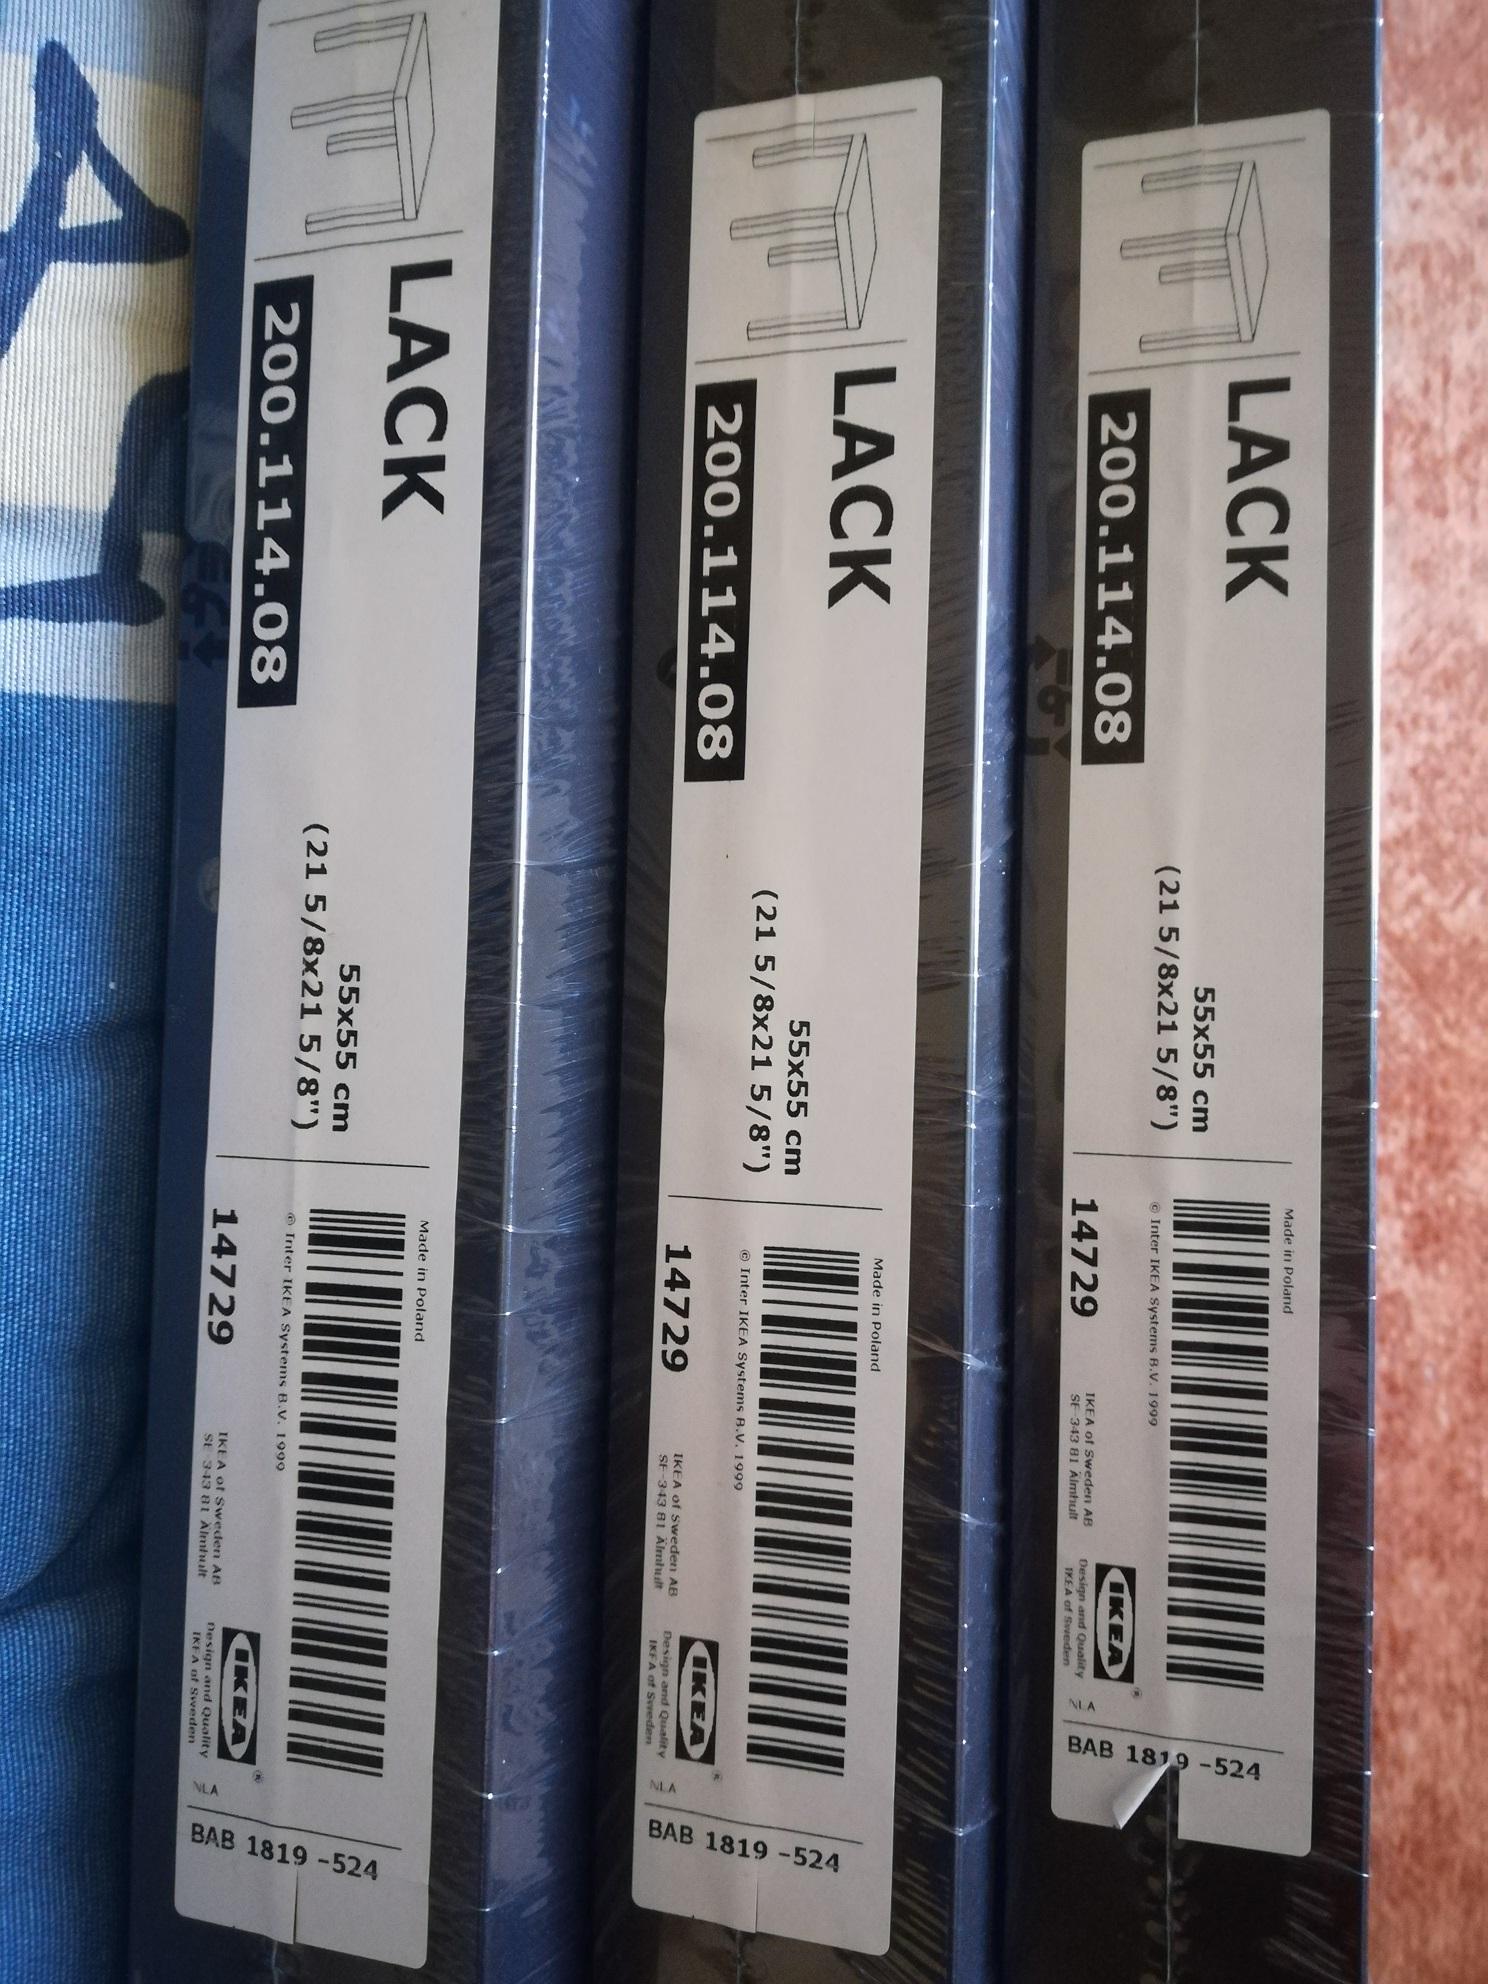 LACK
200.114.08
55x55 cm
(21 5/8x21 5/8")
Made in Poland
© Inter IKEA Systems B.V. 1999
14729
IKEA of Sweden AB
SE-343 81 Älmhult
IKEA®
Design and Quality
IKEA of Sweden
NLA
BAB 1819 -524
LACK
200.114.08
55x55 cm
(21 5/8x21 5/8")
Made in Poland
© Inter IKEA Systems B.V. 1999
14729
IKEA of Sweden AB
SE-343 81 Älmhult
IKEA®
Design and Quality
IKEA of Sweden
NLA
BAB 1819 -524
LACK
200.114.08
55x55 cm
(21 5/8x21 5/8")
Made in Poland
© Inter IKEA Systems B.V. 1999
14729
IKEA of Sweden AB
SE-343 81 Älmhult
IKEA®
Design and Quality
IKEA of Sweden
NLA
BAB 1819 -524